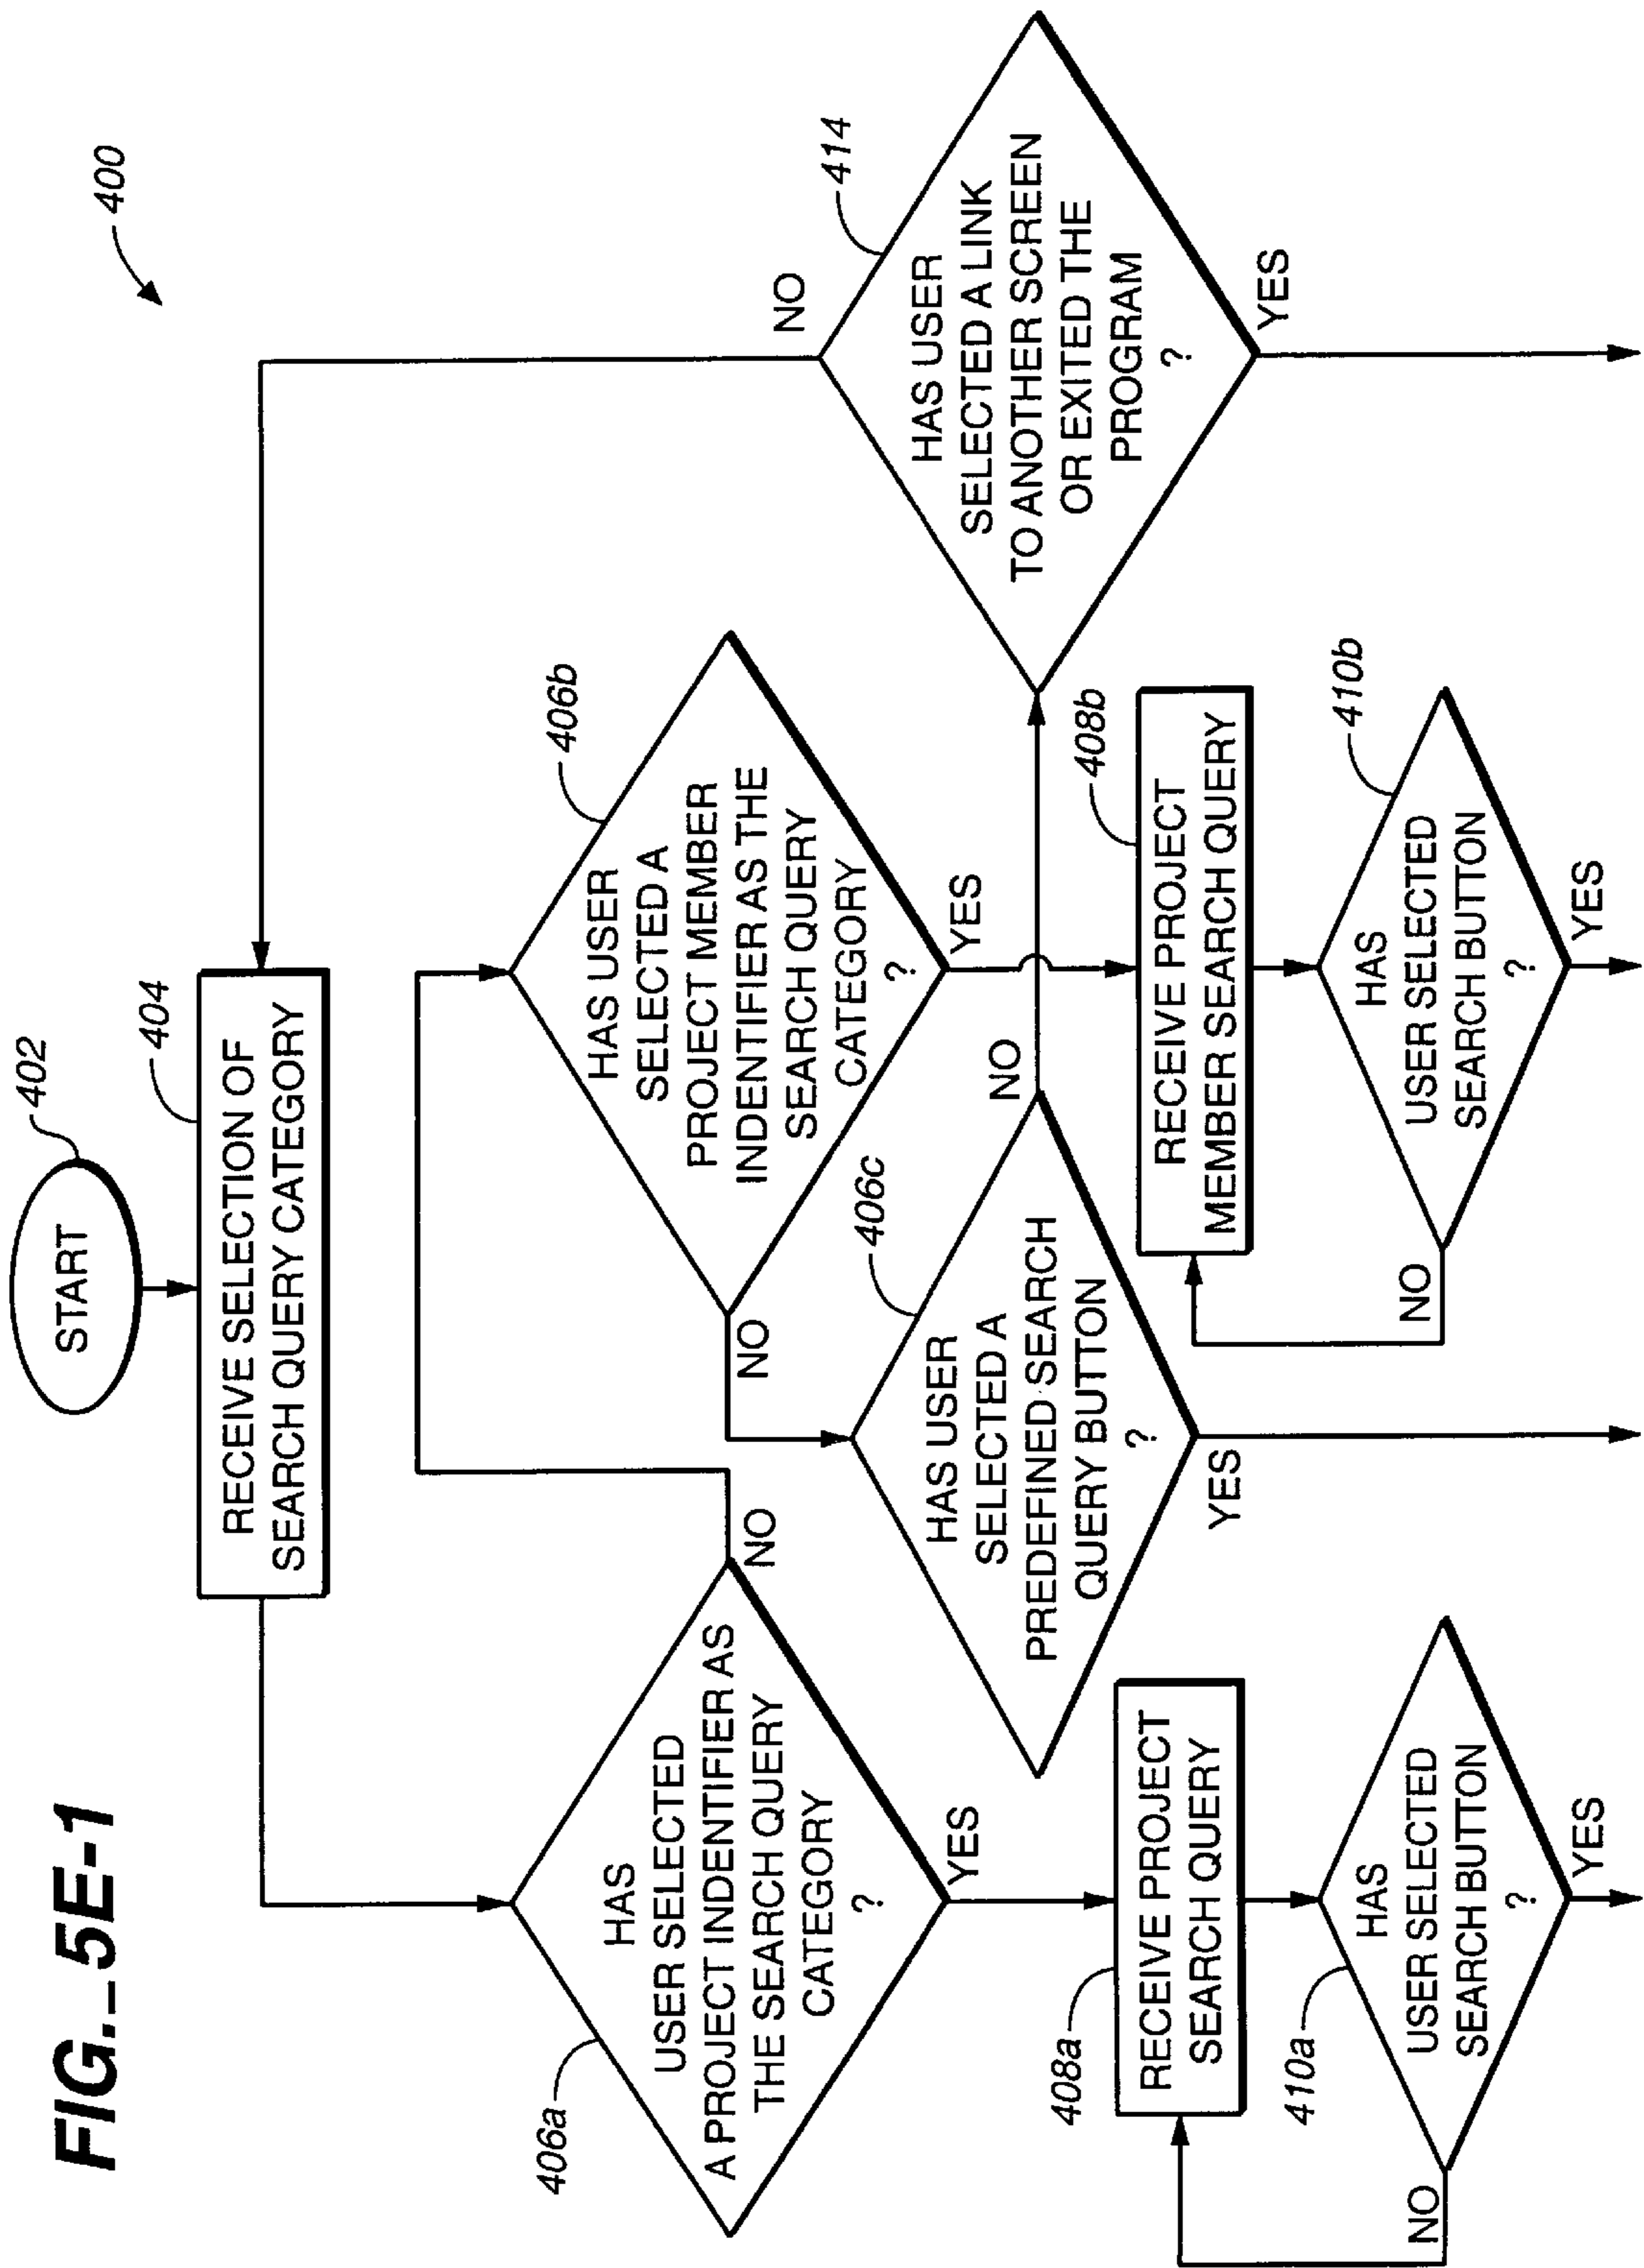 FIG._5E-1
400
START
402
RECEIVE SELECTION OF
SEARCH QUERY CATEGORY
404
HAS
USER SELECTED
A PROJECT INDENTIFIER AS
THE SEARCH QUERY
CATEGORY
?
406a
NO
YES
HAS USER
SELECTED A
PROJECT MEMBER
INDENTIFIER AS THE
SEARCH QUERY
CATEGORY
?
406b
NO
YES
HAS USER
SELECTED A
PREDEFINED SEARCH
QUERY BUTTON
?
406c
NO
YES
HAS USER
SELECTED A LINK
TO ANOTHER SCREEN
OR EXITED THE
PROGRAM
?
414
NO
YES
RECEIVE PROJECT
SEARCH QUERY
408a
HAS
USER SELECTED
SEARCH BUTTON
?
410a
NO
YES
RECEIVE PROJECT
MEMBER SEARCH QUERY
408b
HAS
USER SELECTED
SEARCH BUTTON
?
410b
NO
YES